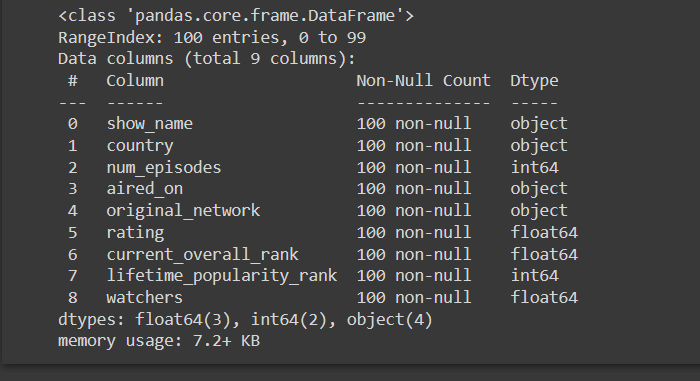 <class 'pandas.core.frame.DataFrame'>
RangeIndex: 100 entries, 0 to 99
Data columns (total 9 columns):
 #   Column                    Non-Null Count  Dtype
---  ------                    --------------  -----
 0   show_name                 100 non-null    object
 1   country                   100 non-null    object
 2   num_episodes              100 non-null    int64
 3   aired_on                  100 non-null    object
 4   original_network          100 non-null    object
 5   rating                    100 non-null    float64
 6   current_overall_rank      100 non-null    float64
 7   lifetime_popularity_rank  100 non-null    int64
 8   watchers                  100 non-null    float64
dtypes: float64(3), int64(2), object(4)
memory usage: 7.2+ KB